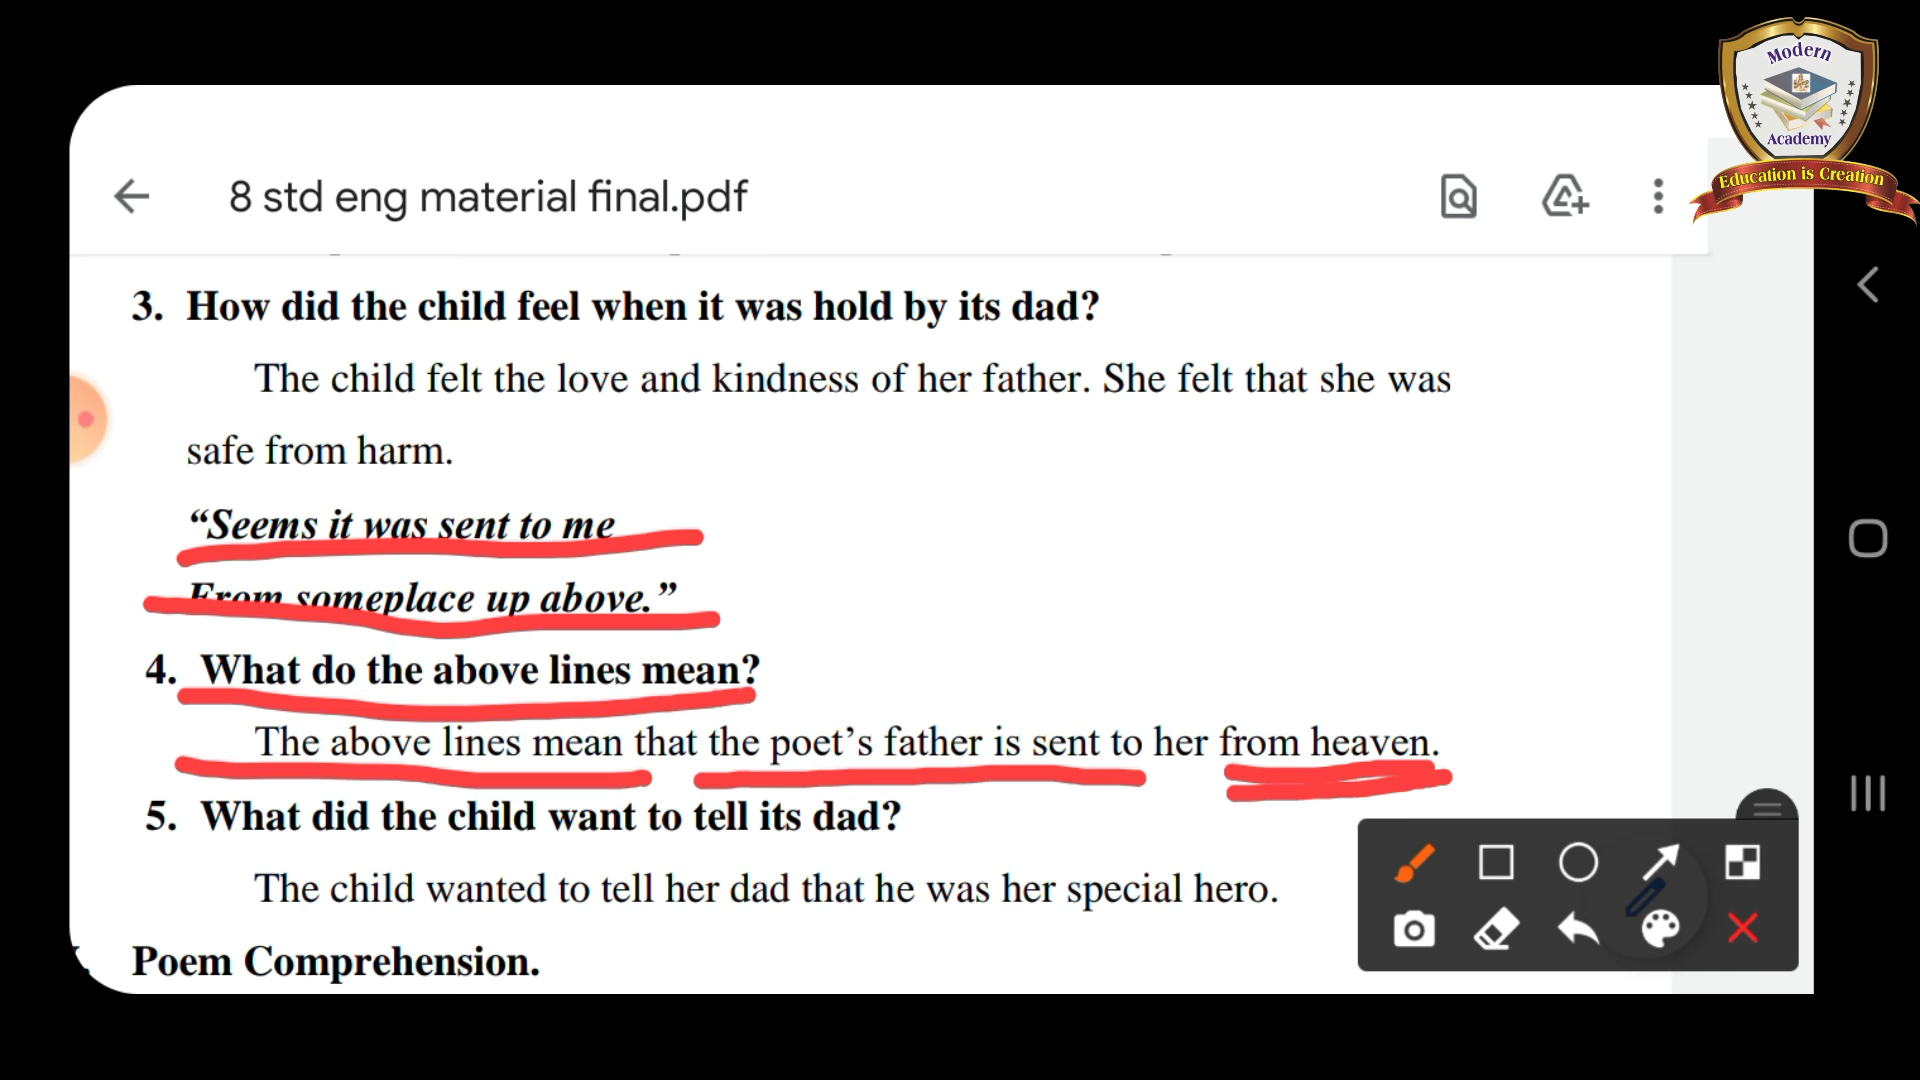 Modern
Academy
Education is Creation
8 std eng material final.pdf
3. How did the child feel when it was hold by its dad?
The child felt the love and kindness of her father. She felt that she was
safe from harm.
“Seems it was sent to me
From someplace up above.”
4. What do the above lines mean?
The above lines mean that the poet’s father is sent to her from heaven.
5. What did the child want to tell its dad?
The child wanted to tell her dad that he was her special hero.
Poem Comprehension.